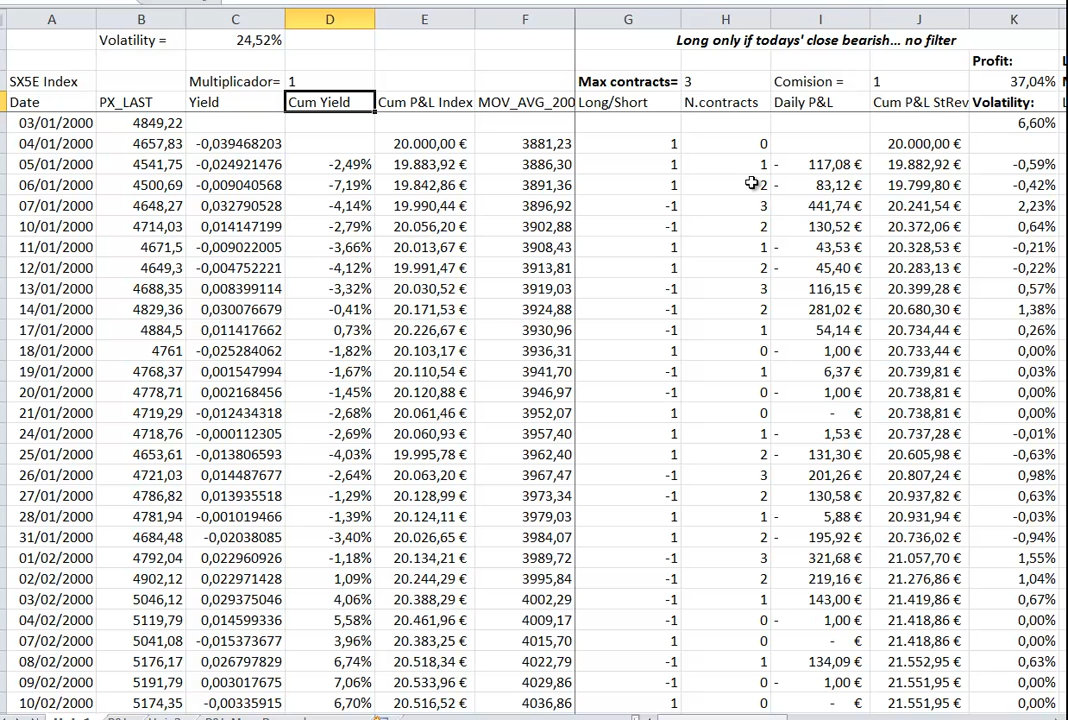 A B C D E F G H I J K
Volatility = 24,52% Long only if todays' close bearish... no filter
Profit:
SX5E Index Multiplicador= 1 Max contracts= 3 Comision = 1 37,04%
Date PX_LAST Yield Cum Yield Cum P&L Index MOV_AVG_200 Long/Short N.contracts Daily P&L Cum P&L StRev Volatility:
03/01/2000 4849,22 6,60%
04/01/2000 4657,83 -0,039468203 20.000,00 € 3881,23 1 0 20.000,00 €
05/01/2000 4541,75 -0,024921476 -2,49% 19.883,92 € 3886,30 1 1 - 117,08 € 19.882,92 € -0,59%
06/01/2000 4500,69 -0,009040568 -7,19% 19.842,86 € 3891,36 1 2 - 83,12 € 19.799,80 € -0,42%
07/01/2000 4648,27 0,032790528 -4,14% 19.990,44 € 3896,92 -1 3 441,74 € 20.241,54 € 2,23%
10/01/2000 4714,03 0,014147199 -2,79% 20.056,20 € 3902,88 -1 2 130,52 € 20.372,06 € 0,64%
11/01/2000 4671,5 -0,009022005 -3,66% 20.013,67 € 3908,43 1 1 - 43,53 € 20.328,53 € -0,21%
12/01/2000 4649,3 -0,004752221 -4,12% 19.991,47 € 3913,81 1 2 - 45,40 € 20.283,13 € -0,22%
13/01/2000 4688,35 0,008399114 -3,32% 20.030,52 € 3919,03 -1 3 116,15 € 20.399,28 € 0,57%
14/01/2000 4829,36 0,030076679 -0,41% 20.171,53 € 3924,88 -1 2 281,02 € 20.680,30 € 1,38%
17/01/2000 4884,5 0,011417662 0,73% 20.226,67 € 3930,96 -1 1 54,14 € 20.734,44 € 0,26%
18/01/2000 4761 -0,025284062 -1,82% 20.103,17 € 3936,31 1 0 - 1,00 € 20.733,44 € 0,00%
19/01/2000 4768,37 0,001547994 -1,67% 20.110,54 € 3941,70 -1 1 6,37 € 20.739,81 € 0,03%
20/01/2000 4778,71 0,002168456 -1,45% 20.120,88 € 3946,97 -1 0 - 1,00 € 20.738,81 € 0,00%
21/01/2000 4719,29 -0,012434318 -2,68% 20.061,46 € 3952,07 1 0 - € 20.738,81 € 0,00%
24/01/2000 4718,76 -0,000112305 -2,69% 20.060,93 € 3957,40 1 1 - 1,53 € 20.737,28 € -0,01%
25/01/2000 4653,61 -0,013806593 -4,03% 19.995,78 € 3962,40 1 2 - 131,30 € 20.605,98 € -0,63%
26/01/2000 4721,03 0,014487677 -2,64% 20.063,20 € 3967,47 -1 3 201,26 € 20.807,24 € 0,98%
27/01/2000 4786,82 0,013935518 -1,29% 20.128,99 € 3973,34 -1 2 130,58 € 20.937,82 € 0,63%
28/01/2000 4781,94 -0,001019466 -1,39% 20.124,11 € 3979,03 1 1 - 5,88 € 20.931,94 € -0,03%
31/01/2000 4684,48 -0,02038085 -3,40% 20.026,65 € 3984,07 1 2 - 195,92 € 20.736,02 € -0,94%
01/02/2000 4792,04 0,022960926 -1,18% 20.134,21 € 3989,72 -1 3 321,68 € 21.057,70 € 1,55%
02/02/2000 4902,12 0,022971428 1,09% 20.244,29 € 3995,84 -1 2 219,16 € 21.276,86 € 1,04%
03/02/2000 5046,12 0,029375046 4,06% 20.388,29 € 4002,29 -1 1 143,00 € 21.419,86 € 0,67%
04/02/2000 5119,79 0,014599336 5,58% 20.461,96 € 4009,17 -1 0 - 1,00 € 21.418,86 € 0,00%
07/02/2000 5041,08 -0,015373677 3,96% 20.383,25 € 4015,70 1 0 - € 21.418,86 € 0,00%
08/02/2000 5176,17 0,026797829 6,74% 20.518,34 € 4022,79 -1 1 134,09 € 21.552,95 € 0,63%
09/02/2000 5191,79 0,003017675 7,06% 20.533,96 € 4029,86 -1 0 - 1,00 € 21.551,95 € 0,00%
10/02/2000 5174,35 -0,00335915 6,70% 20.516,52 € 4036,86 1 0 - € 21.551,95 € 0,00%